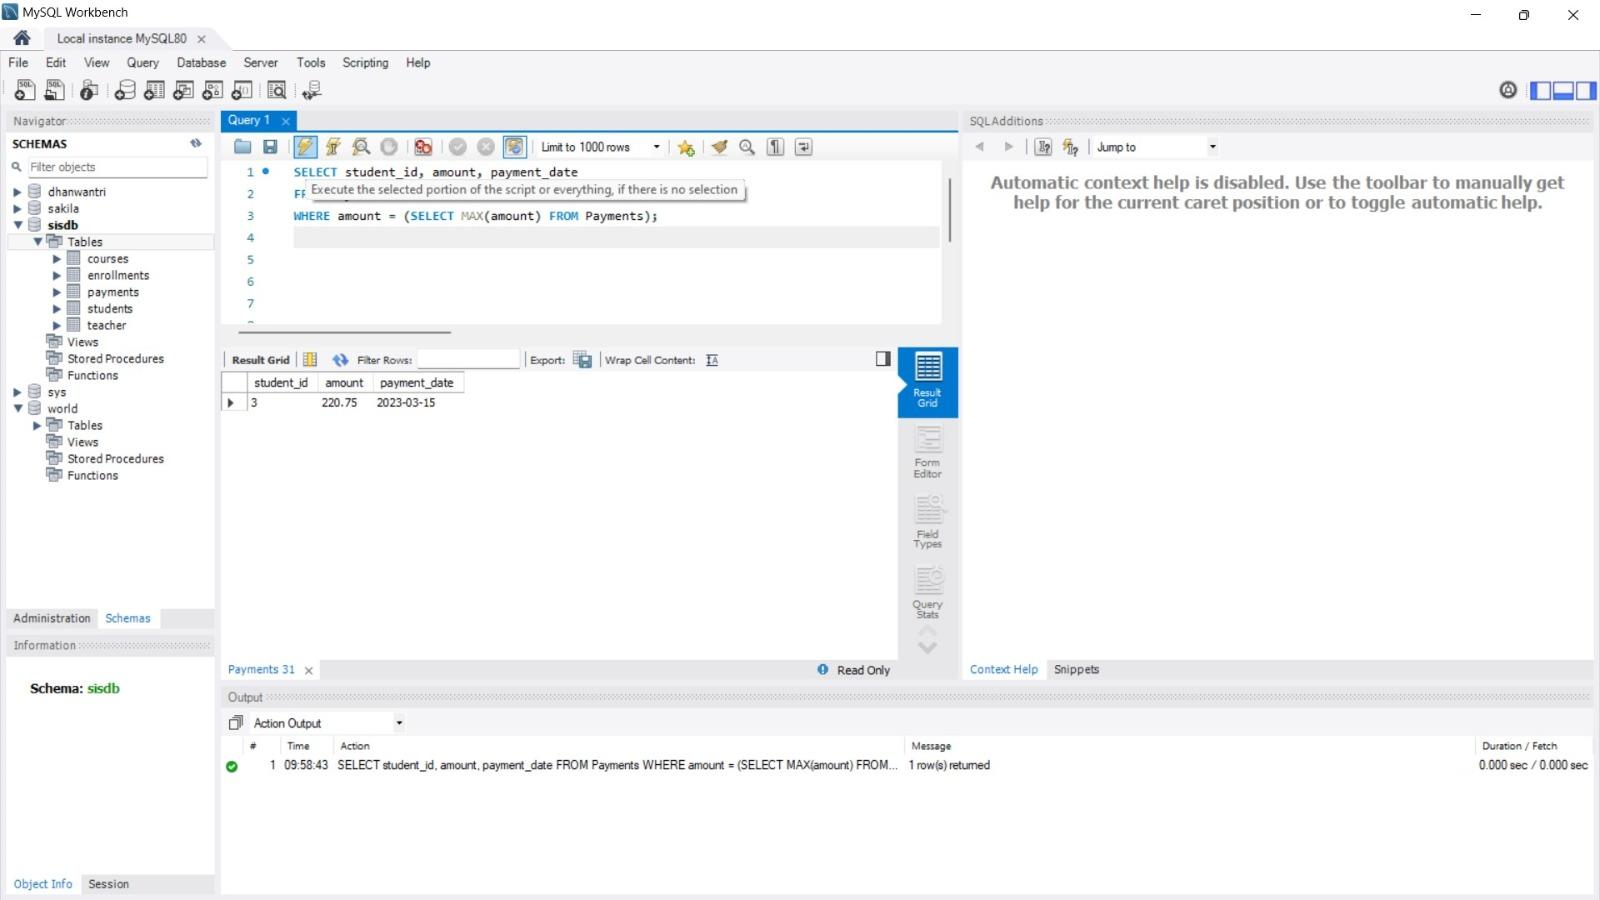 MySQL Workbench
Local instance MySQL80
File Edit View Query Database Server Tools Scripting Help
Navigator
SCHEMAS
Filter objects
dhanwantri
sakila
sisdb
Tables
courses
enrollments
payments
students
teacher
Views
Stored Procedures
Functions
sys
world
Tables
Views
Stored Procedures
Functions
Administration Schemas
Information
Schema: sisdb
Object Info Session
Query 1
Limit to 1000 rows
1 SELECT student_id, amount, payment_date
2
Execute the selected portion of the script or everything, if there is no selection
3 WHERE amount = (SELECT MAX(amount) FROM Payments);
4
5
6
7
Result Grid Filter Rows: Export: Wrap Cell Content:
student_id amount payment_date
3 220.75 2023-03-15
Result Grid
Form Editor
Field Types
Query Stats
Payments 31 Read Only
SQLAdditions
Jump to
Automatic context help is disabled. Use the toolbar to manually get
help for the current caret position or to toggle automatic help.
Context Help Snippets
Output
Action Output
# Time Action Message Duration / Fetch
1 09:58:43 SELECT student_id, amount, payment_date FROM Payments WHERE amount = (SELECT MAX(amount) FROM... 1 row(s) returned 0.000 sec / 0.000 sec